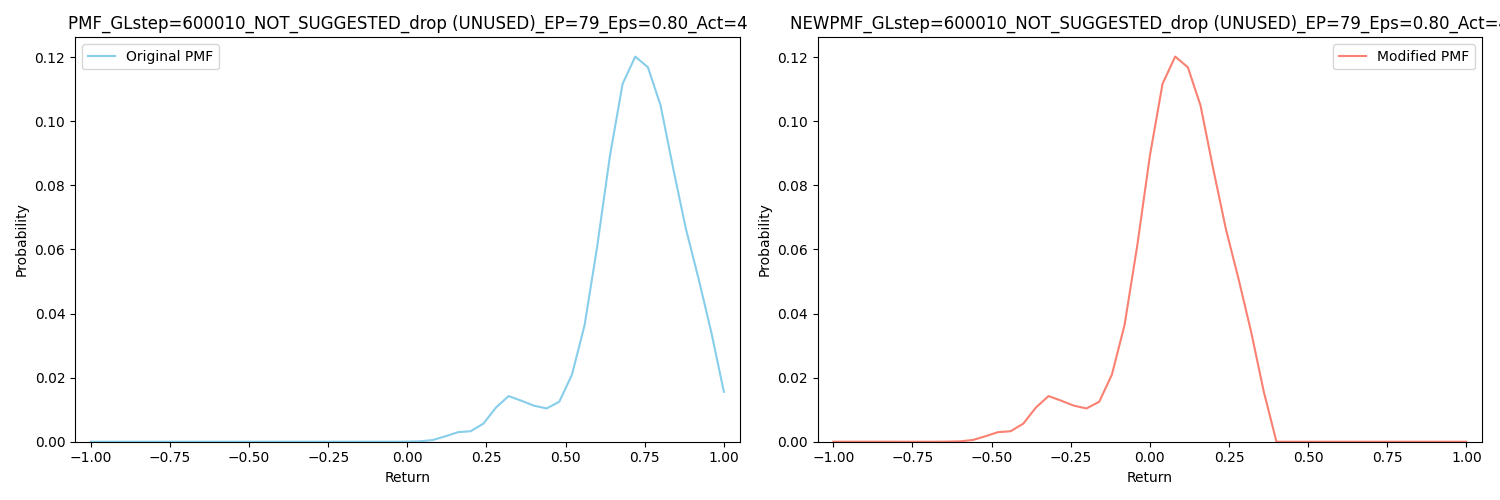 PMF_GLstep=600010_NOT_SUGGESTED_drop (UNUSED)_EP=79_Eps=0.80_Act=4
Original PMF
Probability
0.12
0.10
0.08
0.06
0.04
0.02
0.00
−1.00 −0.75 −0.50 −0.25 0.00 0.25 0.50 0.75 1.00
Return
NEWPMF_GLstep=600010_NOT_SUGGESTED_drop (UNUSED)_EP=79_Eps=0.80_Act=
Modified PMF
Probability
0.12
0.10
0.08
0.06
0.04
0.02
0.00
−1.00 −0.75 −0.50 −0.25 0.00 0.25 0.50 0.75 1.00
Return